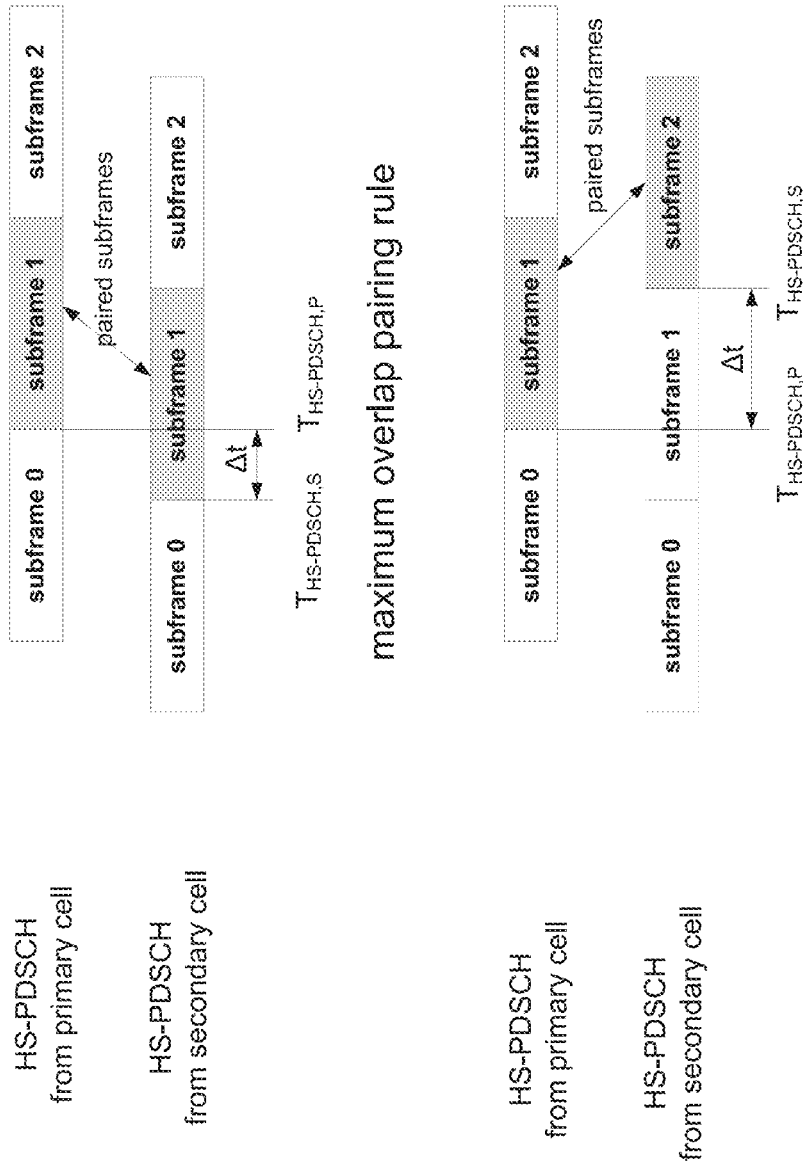 HS-PDSCH
from primary cell
subframe 0
subframe 1
subframe 2
paired subframes
HS-PDSCH
from secondary cell
subframe 0
subframe 1
subframe 2
Δt
THS-PDSCH,S
THS-PDSCH,P
maximum overlap pairing rule
HS-PDSCH
from primary cell
subframe 0
subframe 1
subframe 2
paired subframes
HS-PDSCH
from secondary cell
subframe 0
subframe 1
subframe 2
Δt
THS-PDSCH,P
THS-PDSCH,S